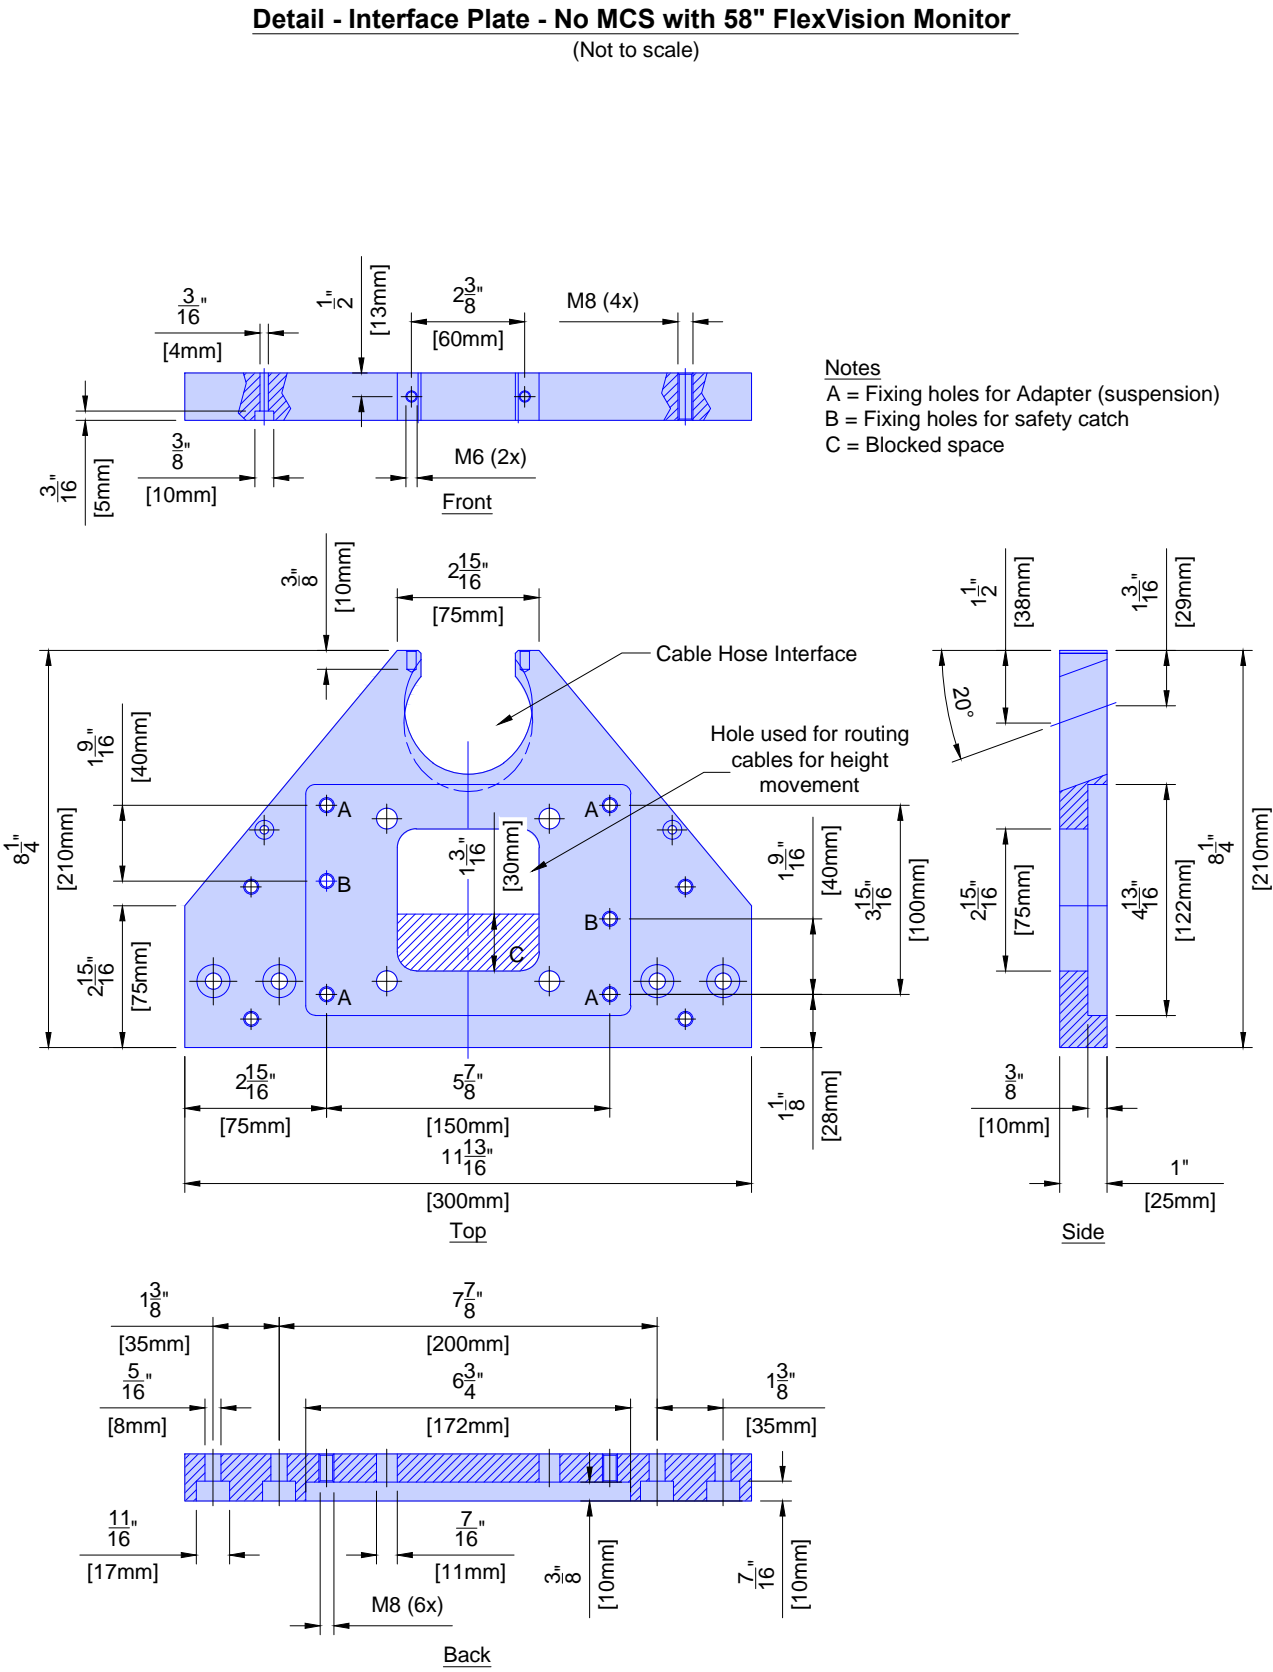 Detail - Interface Plate - No MCS with 58" FlexVision Monitor
(Not to scale)
3/16"
[4mm]
1/2"
[13mm]
2 3/8"
[60mm]
M8 (4x)
3/16"
[5mm]
3/8"
[10mm]
M6 (2x)
Front
Notes
A = Fixing holes for Adapter (suspension)
B = Fixing holes for safety catch
C = Blocked space
3/8"
[10mm]
2 15/16"
[75mm]
Cable Hose Interface
Hole used for routing
cables for height
movement
1 9/16"
[40mm]
8 1/4"
[210mm]
2 15/16"
[75mm]
A
A
B
B
A
A
C
1 3/16"
[30mm]
1 9/16"
[40mm]
3 15/16"
[100mm]
1 1/8"
[28mm]
2 15/16"
[75mm]
5 7/8"
[150mm]
11 13/16"
[300mm]
Top
1 1/2"
[38mm]
1 3/16"
[29mm]
20°
2 15/16"
[75mm]
4 13/16"
[122mm]
8 1/4"
[210mm]
3/8"
[10mm]
1"
[25mm]
Side
1 3/8"
[35mm]
7 7/8"
[200mm]
5/16"
[8mm]
6 3/4"
[172mm]
1 3/8"
[35mm]
11/16"
[17mm]
7/16"
[11mm]
M8 (6x)
3/8"
[10mm]
7/16"
[10mm]
Back